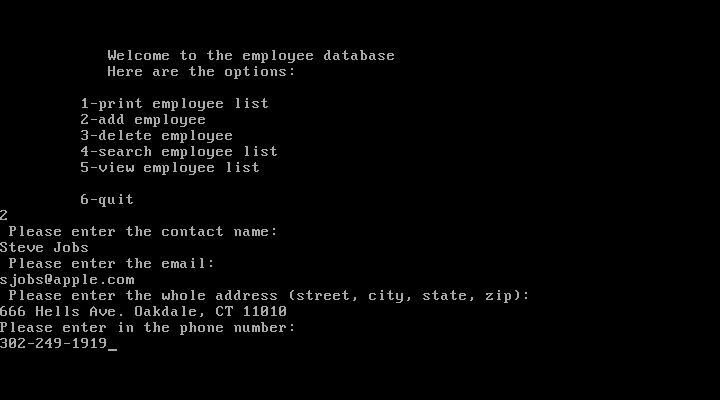 Welcome to the employee database
Here are the options:
1-print employee list
2-add employee
3-delete employee
4-search employee list
5-view employee list
6-quit
2
Please enter the contact name:
Steve Jobs
Please enter the email:
sjobs@apple.com
Please enter the whole address (street, city, state, zip):
666 Hells Ave. Oakdale, CT 11010
Please enter in the phone number:
302-249-1919_